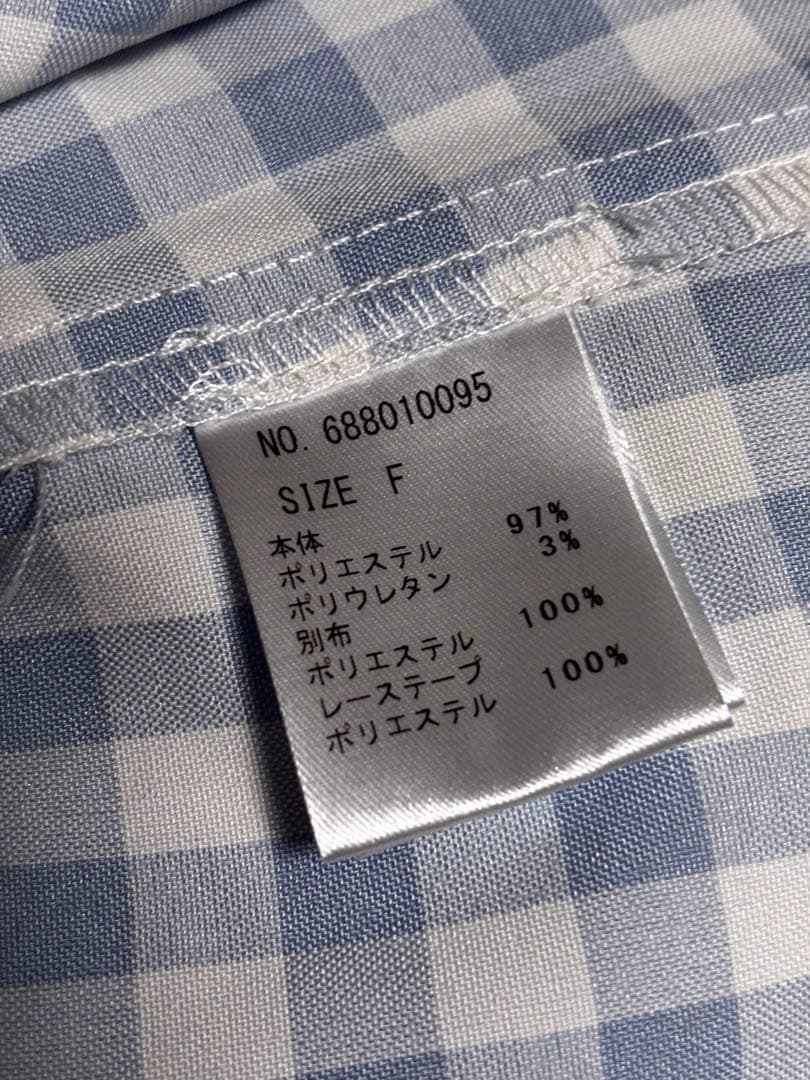 NO. 688010095
SIZE F
本体
ポリエステル 97%
ポリウレタン 3%
別布
ポリエステル 100%
レーステープ
ポリエステル 100%